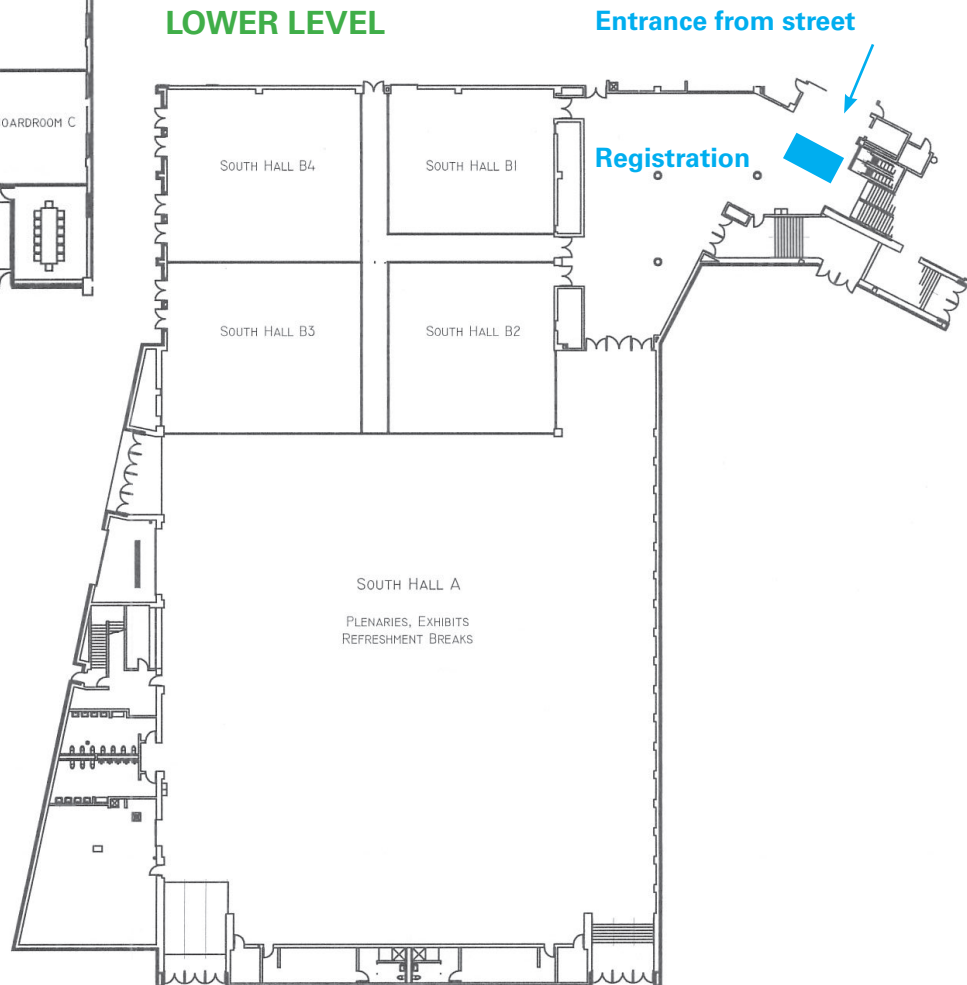 LOWER LEVEL
Entrance from street
OARDROOM C
SOUTH HALL B4
SOUTH HALL B1
Registration
SOUTH HALL B3
SOUTH HALL B2
SOUTH HALL A
PLENARIES, EXHIBITS
REFRESHMENT BREAKS